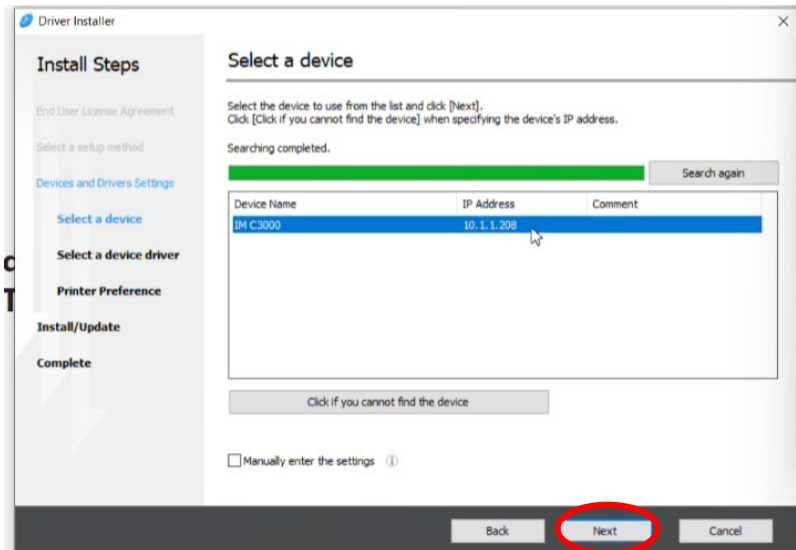 Driver Installer
Install Steps
End User License Agreement
Select a setup method
Devices and Drivers Settings
Select a device
Select a device driver
Printer Preference
Install/Update
Complete
Select a device
Select the device to use from the list and click [Next].
Click [Click if you cannot find the device] when specifying the device's IP address.
Searching completed.
Search again
Device Name IP Address Comment
IM C3000 10.1.1.208
Click if you cannot find the device
Manually enter the settings
Back Next Cancel